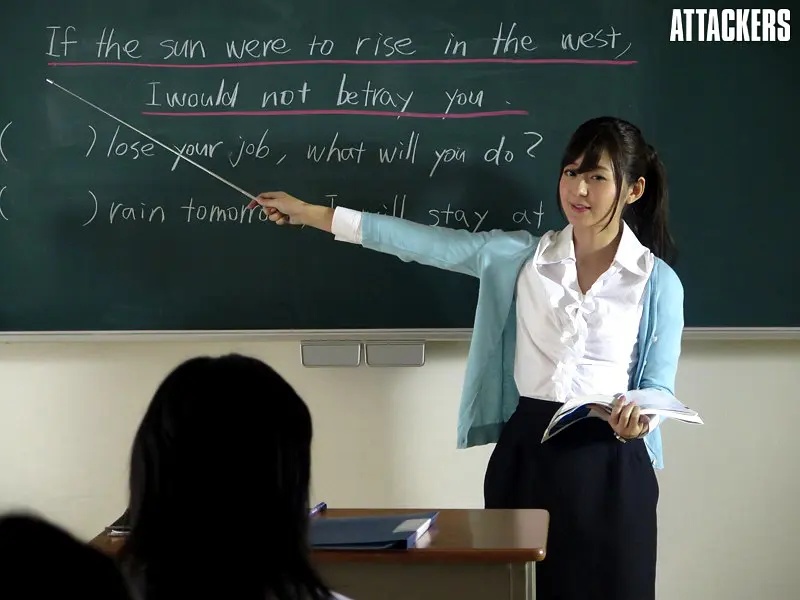 ATTACKERS
If the sun were to rise in the west,
I would not betray you.
( ) lose your job, what will you do?
( ) rain tomorro , I will stay at